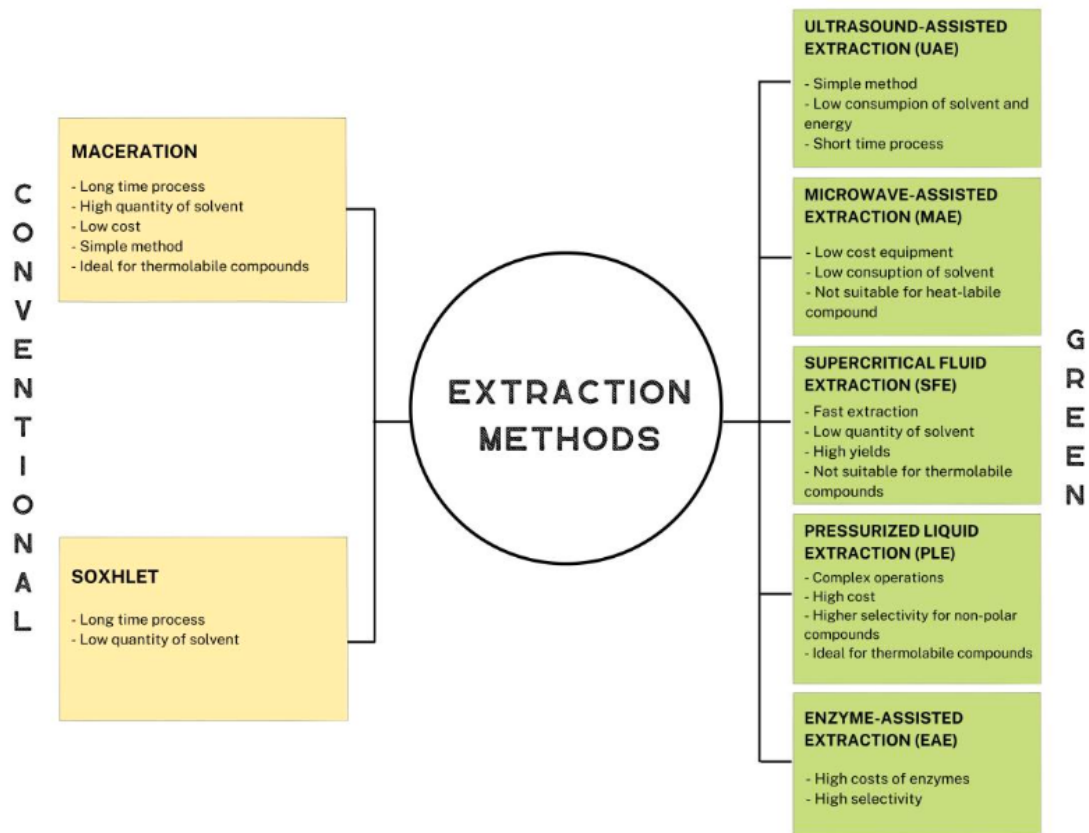 CONVENTIONAL
MACERATION
- Long time process
- High quantity of solvent
- Low cost
- Simple method
- Ideal for thermolabile compounds
SOXHLET
- Long time process
- Low quantity of solvent
EXTRACTION
METHODS
ULTRASOUND-ASSISTED
EXTRACTION (UAE)
- Simple method
- Low consumpion of solvent and
energy
- Short time process
MICROWAVE-ASSISTED
EXTRACTION (MAE)
- Low cost equipment
- Low consuption of solvent
- Not suitable for heat-labile
compound
SUPERCRITICAL FLUID
EXTRACTION (SFE)
- Fast extraction
- Low quantity of solvent
- High yields
- Not suitable for thermolabile
compounds
PRESSURIZED LIQUID
EXTRACTION (PLE)
- Complex operations
- High cost
- Higher selectivity for non-polar
compounds
- Ideal for thermolabile compounds
ENZYME-ASSISTED
EXTRACTION (EAE)
- High costs of enzymes
- High selectivity
GREEN